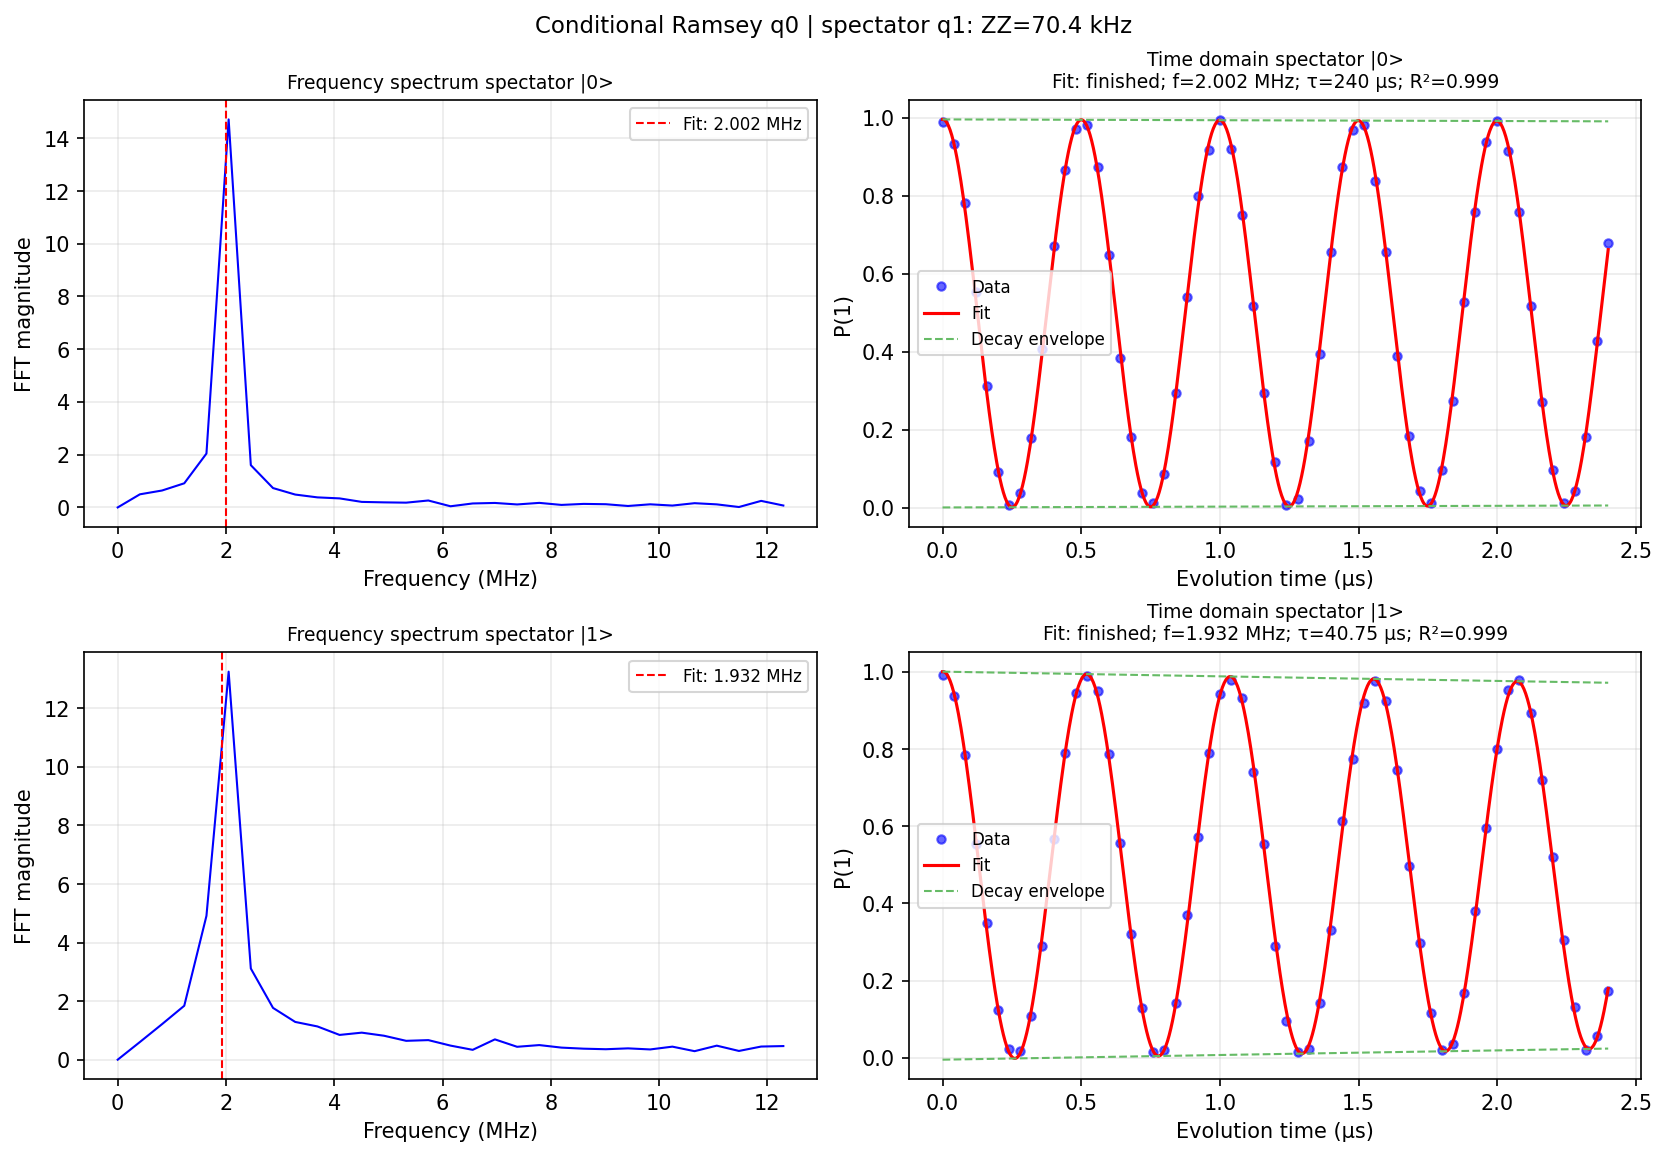 Conditional Ramsey q0 | spectator q1: ZZ=70.4 kHz
Frequency spectrum spectator |0>
Fit: 2.002 MHz
FFT magnitude
14
12
10
8
6
4
2
0
0 2 4 6 8 10 12
Frequency (MHz)
Time domain spectator |0>
Fit: finished; f=2.002 MHz; τ=240 µs; R²=0.999
P(1)
1.0
0.8
0.6
0.4
0.2
0.0
Data
Fit
Decay envelope
0.0 0.5 1.0 1.5 2.0 2.5
Evolution time (µs)
Frequency spectrum spectator |1>
Fit: 1.932 MHz
FFT magnitude
12
10
8
6
4
2
0
0 2 4 6 8 10 12
Frequency (MHz)
Time domain spectator |1>
Fit: finished; f=1.932 MHz; τ=40.75 µs; R²=0.999
P(1)
1.0
0.8
0.6
0.4
0.2
0.0
Data
Fit
Decay envelope
0.0 0.5 1.0 1.5 2.0 2.5
Evolution time (µs)